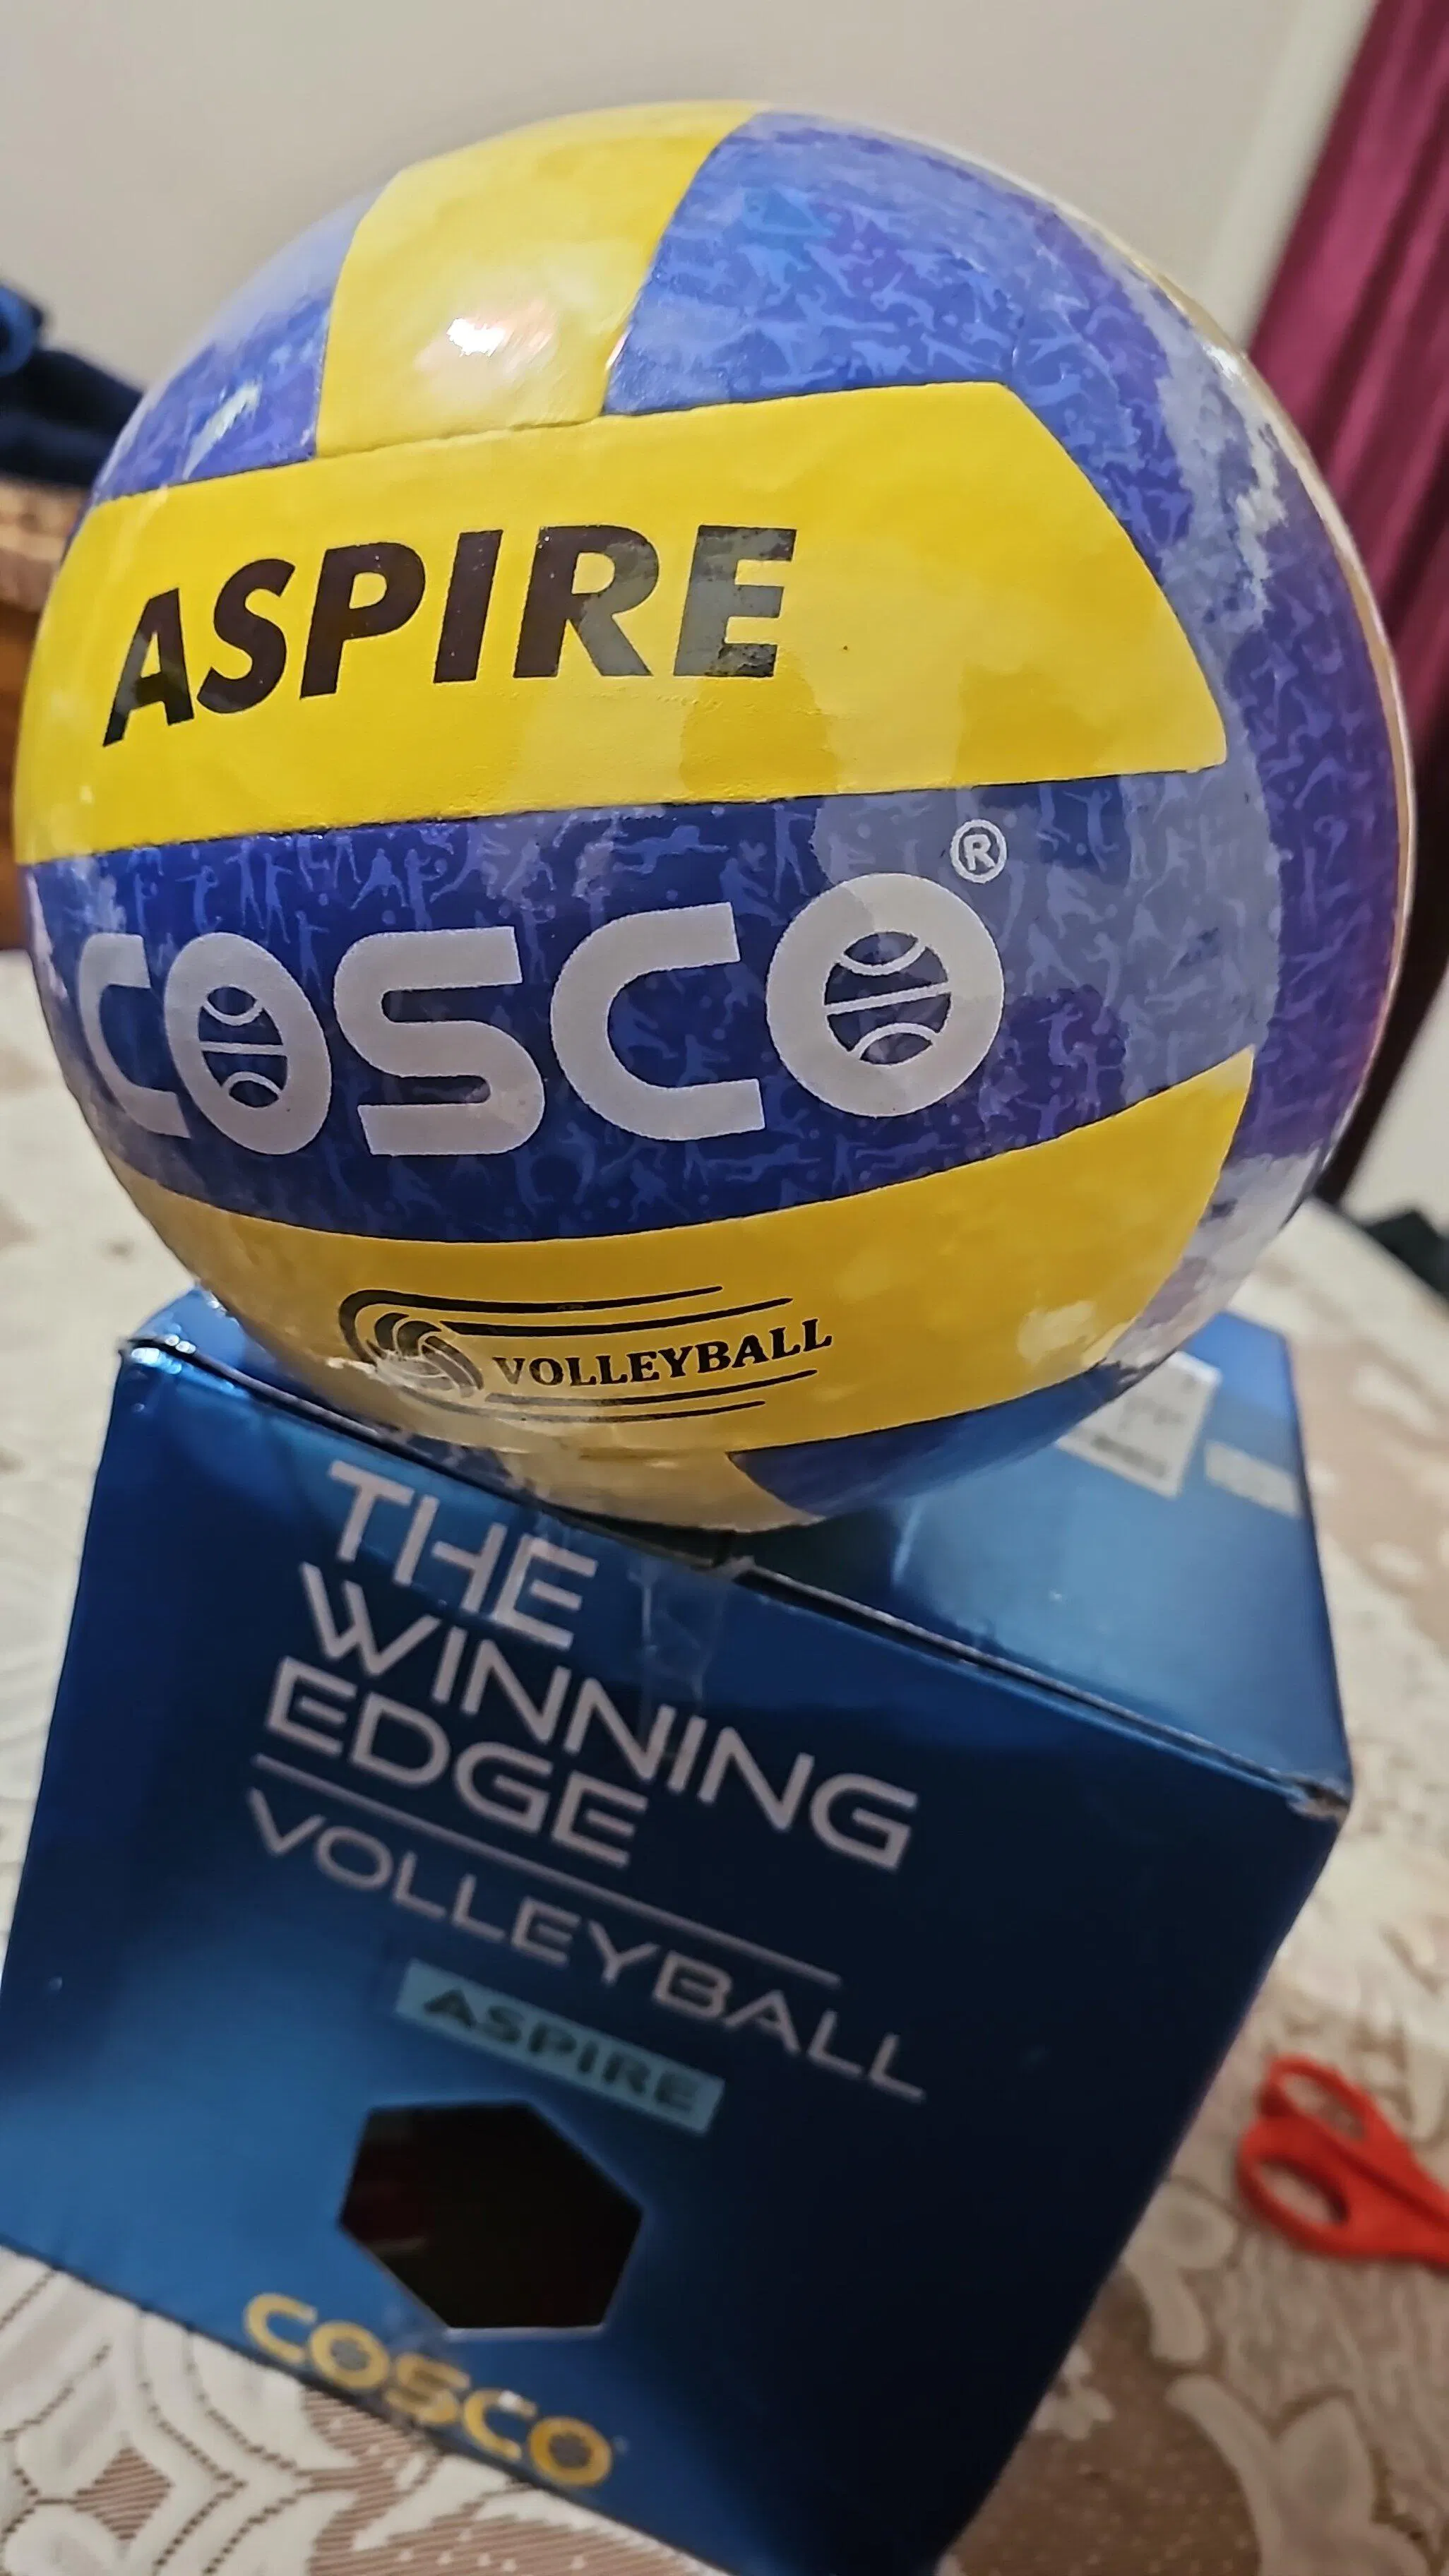 ASPIRE
COSCO®
VOLLEYBALL
THE
WINNING
EDGE
VOLLEYBALL
ASPIRE
COSCO